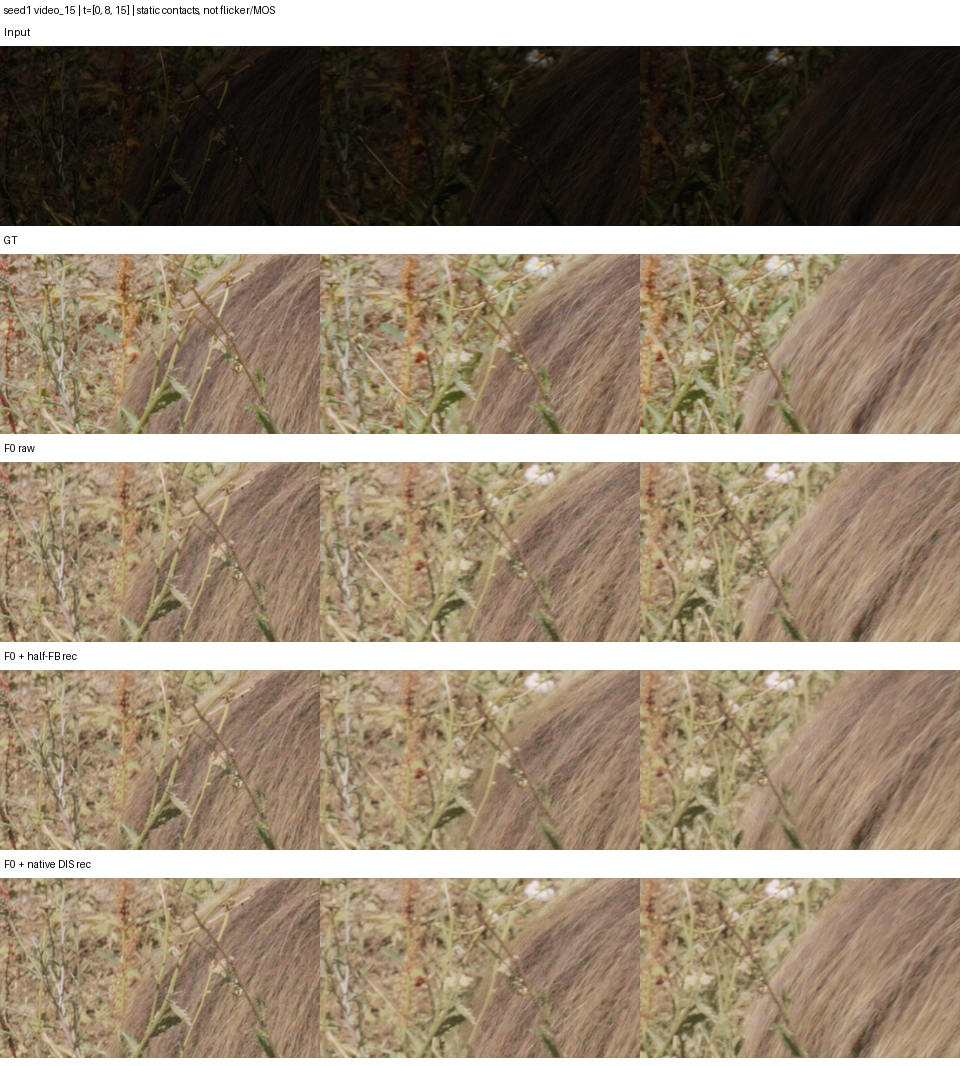 seed1 video_15 | t=[0, 8, 15] | static contacts, not flicker/MOS
Input
GT
F0 raw
F0 + half-FB rec
F0 + native DIS rec